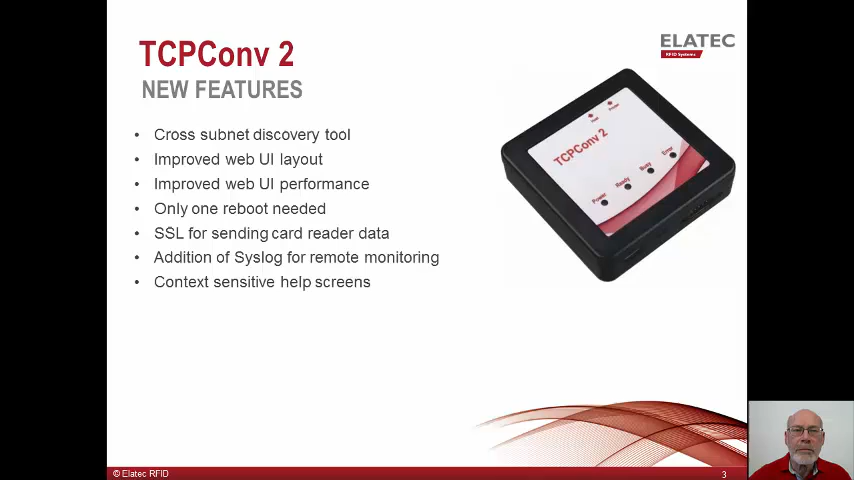 TCPConv 2
NEW FEATURES
ELATEC
RFID Systems
• Cross subnet discovery tool
• Improved web UI layout
• Improved web UI performance
• Only one reboot needed
• SSL for sending card reader data
• Addition of Syslog for remote monitoring
• Context sensitive help screens
TCPConv 2
Power
Ready
Busy
Error
© Elatec RFID
3